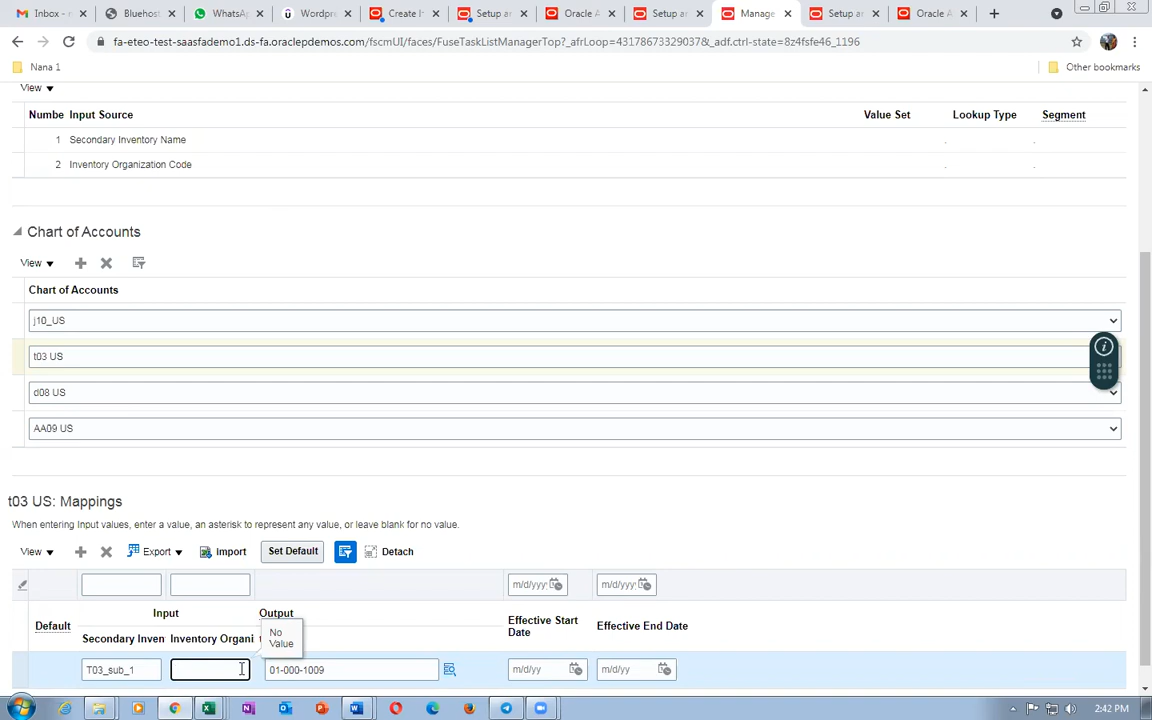 Inbox -
Bluehost
WhatsA
Wordpre
Create I
Setup an
Oracle A
Setup an
Manage
Setup an
Oracle A
fa-eteo-test-saasfademo1.ds-fa.oraclepdemos.com/fscmUI/faces/FuseTaskListManagerTop?_afrLoop=43178673329037&_adf.ctrl-state=8z4fsfe46_1196
Nana 1
Other bookmarks
View
Numbe Input Source Value Set Lookup Type Segment
1 Secondary Inventory Name
2 Inventory Organization Code
Chart of Accounts
View
Chart of Accounts
j10_US
t03 US
d08 US
AA09 US
t03 US: Mappings
When entering Input values, enter a value, an asterisk to represent any value, or leave blank for no value.
View Export Import Set Default Detach
m/d/yyy m/d/yyy
Input Output
Default Effective Start Date Effective End Date
Secondary Inven Inventory Organi
No Value
T03_sub_1 01-000-1009 m/d/yy m/d/yy
2:42 PM